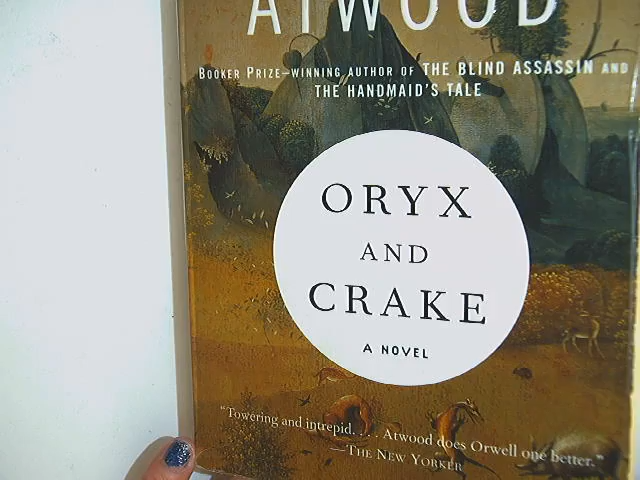 ATWOOD
BOOKER PRIZE–WINNING AUTHOR OF THE BLIND ASSASSIN AND
THE HANDMAID'S TALE
ORYX
AND
CRAKE
A NOVEL
“Towering and intrepid. . . . Atwood does Orwell one better.”
—THE NEW YORKER